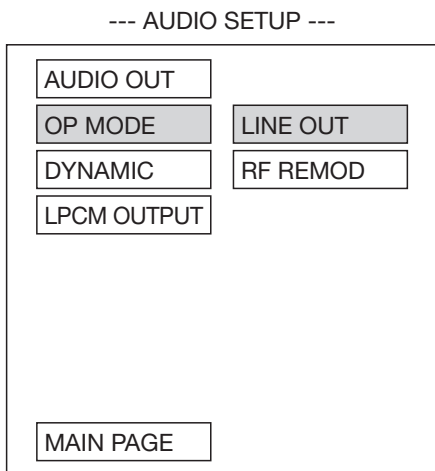 --- AUDIO SETUP ---
AUDIO OUT
OP MODE
LINE OUT
DYNAMIC
RF REMOD
LPCM OUTPUT
MAIN PAGE